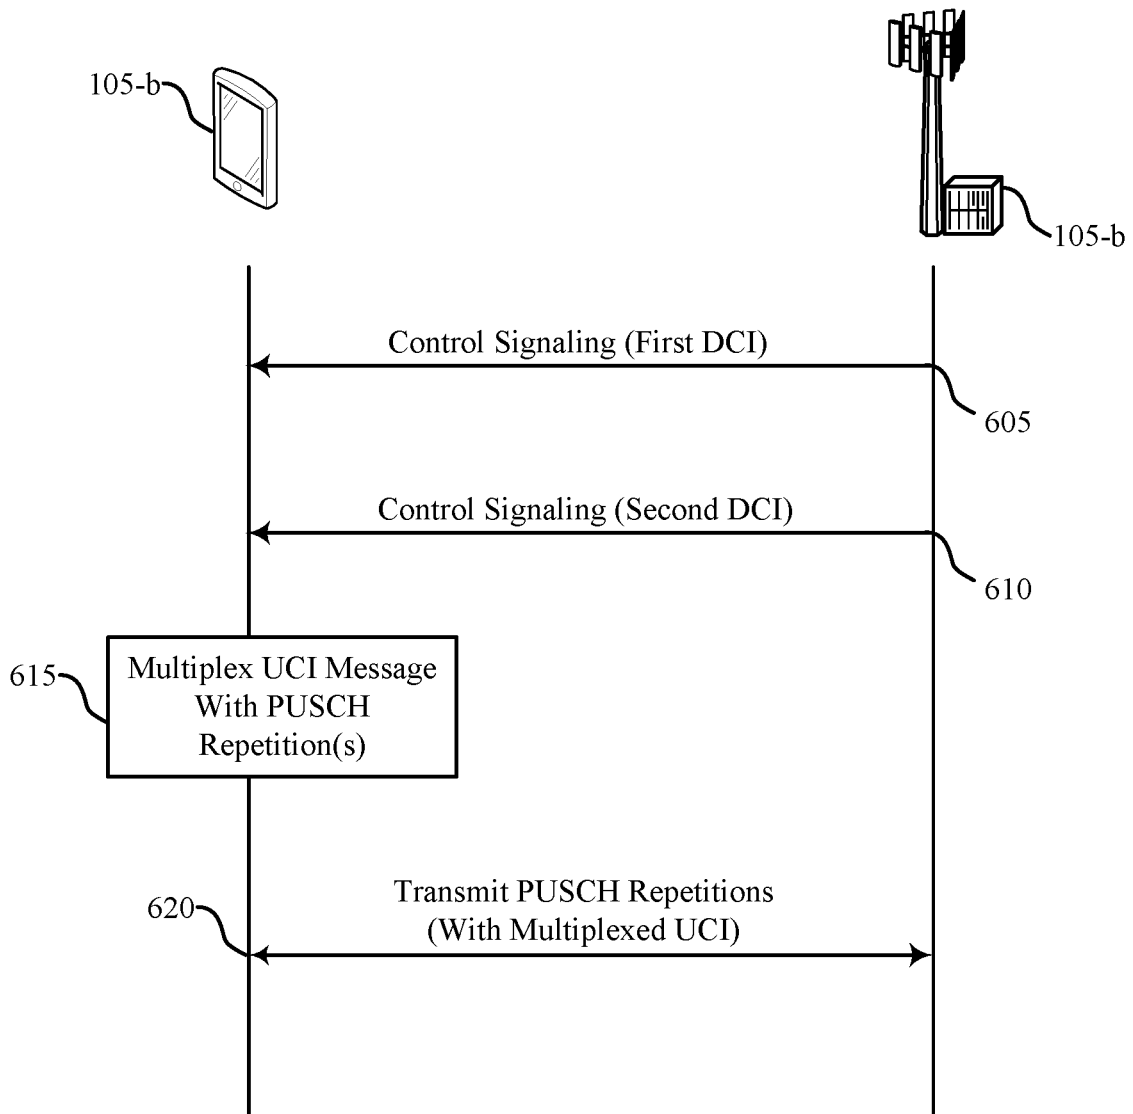 105-b
105-b
Control Signaling (First DCI)
605
Control Signaling (Second DCI)
610
615
Multiplex UCI Message
With PUSCH
Repetition(s)
620
Transmit PUSCH Repetitions
(With Multiplexed UCI)